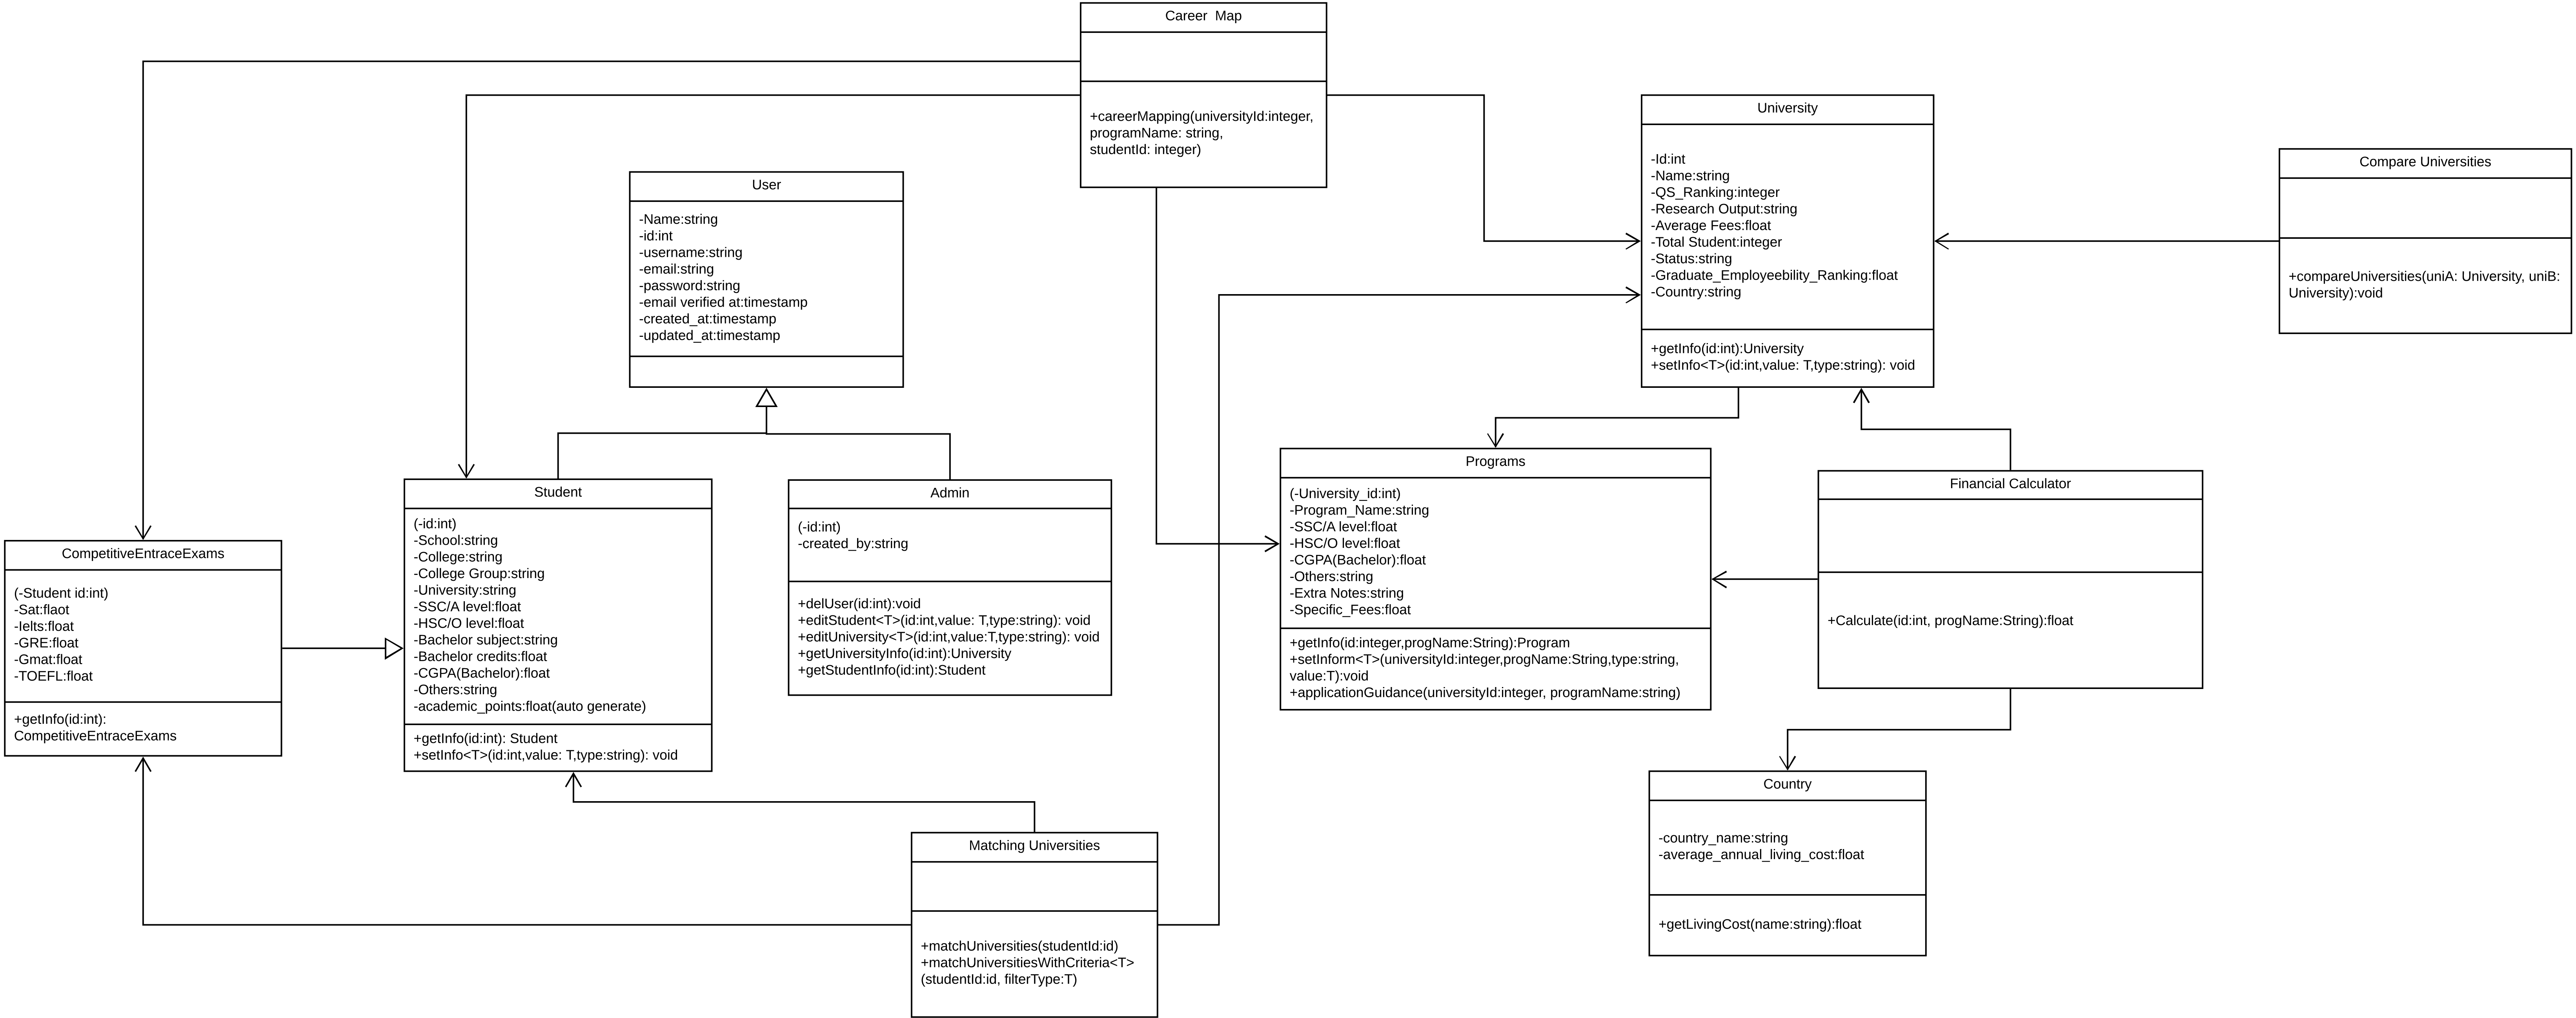 Career  Map
+careerMapping(universityId:integer,
programName: string,
studentId: integer)
User
-Name:string
-id:int
-username:string
-email:string
-password:string
-email verified at:timestamp
-created_at:timestamp
-updated_at:timestamp
University
-Id:int
-Name:string
-QS_Ranking:integer
-Research Output:string
-Average Fees:float
-Total Student:integer
-Status:string
-Graduate_Employeebility_Ranking:float
-Country:string
+getInfo(id:int):University
+setInfo<T>(id:int,value: T,type:string): void
Compare Universities
+compareUniversities(uniA: University, uniB:
University):void
CompetitiveEntraceExams
(-Student id:int)
-Sat:flaot
-Ielts:float
-GRE:float
-Gmat:float
-TOEFL:float
+getInfo(id:int):
CompetitiveEntraceExams
Student
(-id:int)
-School:string
-College:string
-College Group:string
-University:string
-SSC/A level:float
-HSC/O level:float
-Bachelor subject:string
-Bachelor credits:float
-CGPA(Bachelor):float
-Others:string
-academic_points:float(auto generate)
+getInfo(id:int): Student
+setInfo<T>(id:int,value: T,type:string): void
Admin
(-id:int)
-created_by:string
+delUser(id:int):void
+editStudent<T>(id:int,value: T,type:string): void
+editUniversity<T>(id:int,value:T,type:string): void
+getUniversityInfo(id:int):University
+getStudentInfo(id:int):Student
Programs
(-University_id:int)
-Program_Name:string
-SSC/A level:float
-HSC/O level:float
-CGPA(Bachelor):float
-Others:string
-Extra Notes:string
-Specific_Fees:float
+getInfo(id:integer,progName:String):Program
+setInform<T>(universityId:integer,progName:String,type:string,
value:T):void
+applicationGuidance(universityId:integer, programName:string)
Financial Calculator
+Calculate(id:int, progName:String):float
Matching Universities
+matchUniversities(studentId:id)
+matchUniversitiesWithCriteria<T>
(studentId:id, filterType:T)
Country
-country_name:string
-average_annual_living_cost:float
+getLivingCost(name:string):float